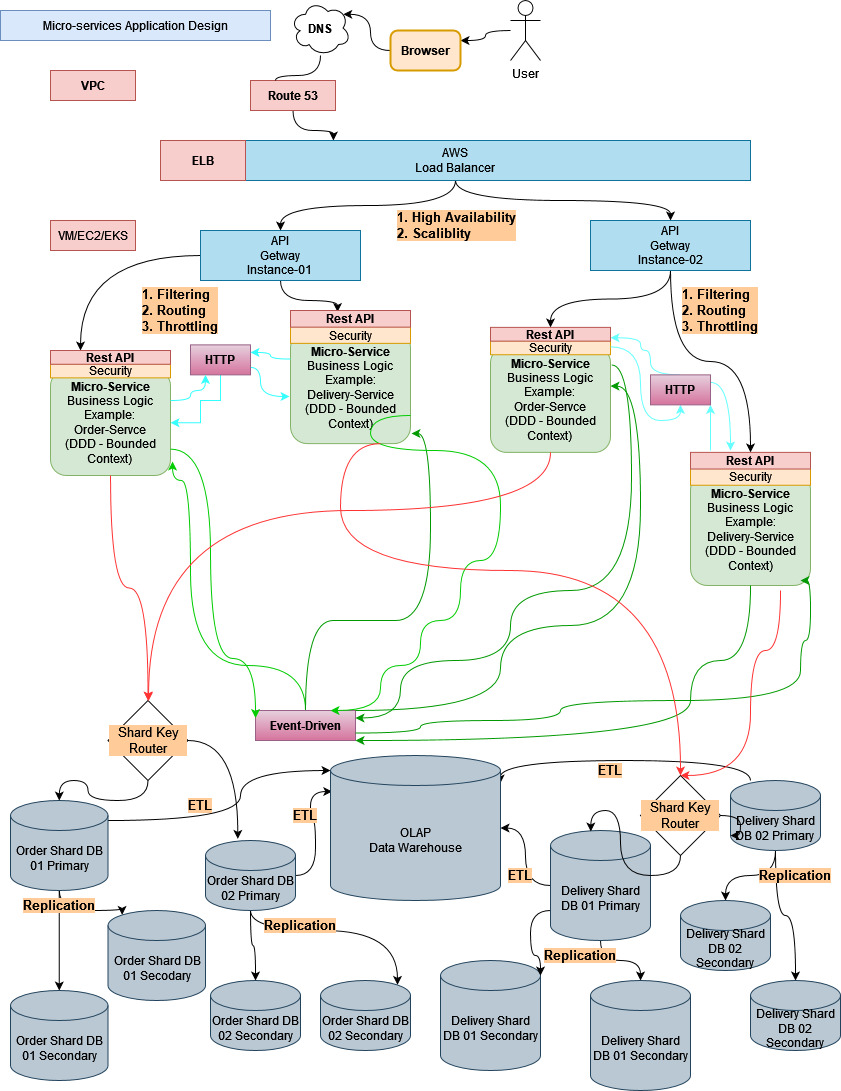 Micro-services Application Design
DNS
Browser
User
VPC
Route 53
ELB
AWS
Load Balancer
1. High Availability
2. Scaliblity
VM/EC2/EKS
API
Getway
Instance-01
API
Getway
Instance-02
1. Filtering
2. Routing
3. Throttling
1. Filtering
2. Routing
3. Throttling
Rest API
Security
Micro-Service
Business Logic
Example:
Order-Servce
(DDD - Bounded
Context)
HTTP
Rest API
Security
Micro-Service
Business Logic
Example:
Delivery-Service
(DDD - Bounded
Context)
Rest API
Security
Micro-Service
Business Logic
Example:
Order-Servce
(DDD - Bounded
Context)
HTTP
Rest API
Security
Micro-Service
Business Logic
Example:
Delivery-Service
(DDD - Bounded
Context)
Event-Driven
Shard Key
Router
ETL
ETL
OLAP
Data Warehouse
ETL
ETL
Shard Key
Router
Order Shard DB
01 Primary
Order Shard DB
02 Primary
Delivery Shard
DB 01 Primary
Delivery Shard
DB 02 Primary
Replication
Replication
Replication
Replication
Order Shard DB
01 Secodary
Order Shard DB
01 Secondary
Order Shard DB
02 Secondary
Order Shard DB
02 Secondary
Delivery Shard
DB 01 Secondary
Delivery Shard
DB 01 Secondary
Delivery Shard
DB 02
Secondary
Delivery Shard
DB 02
Secondary